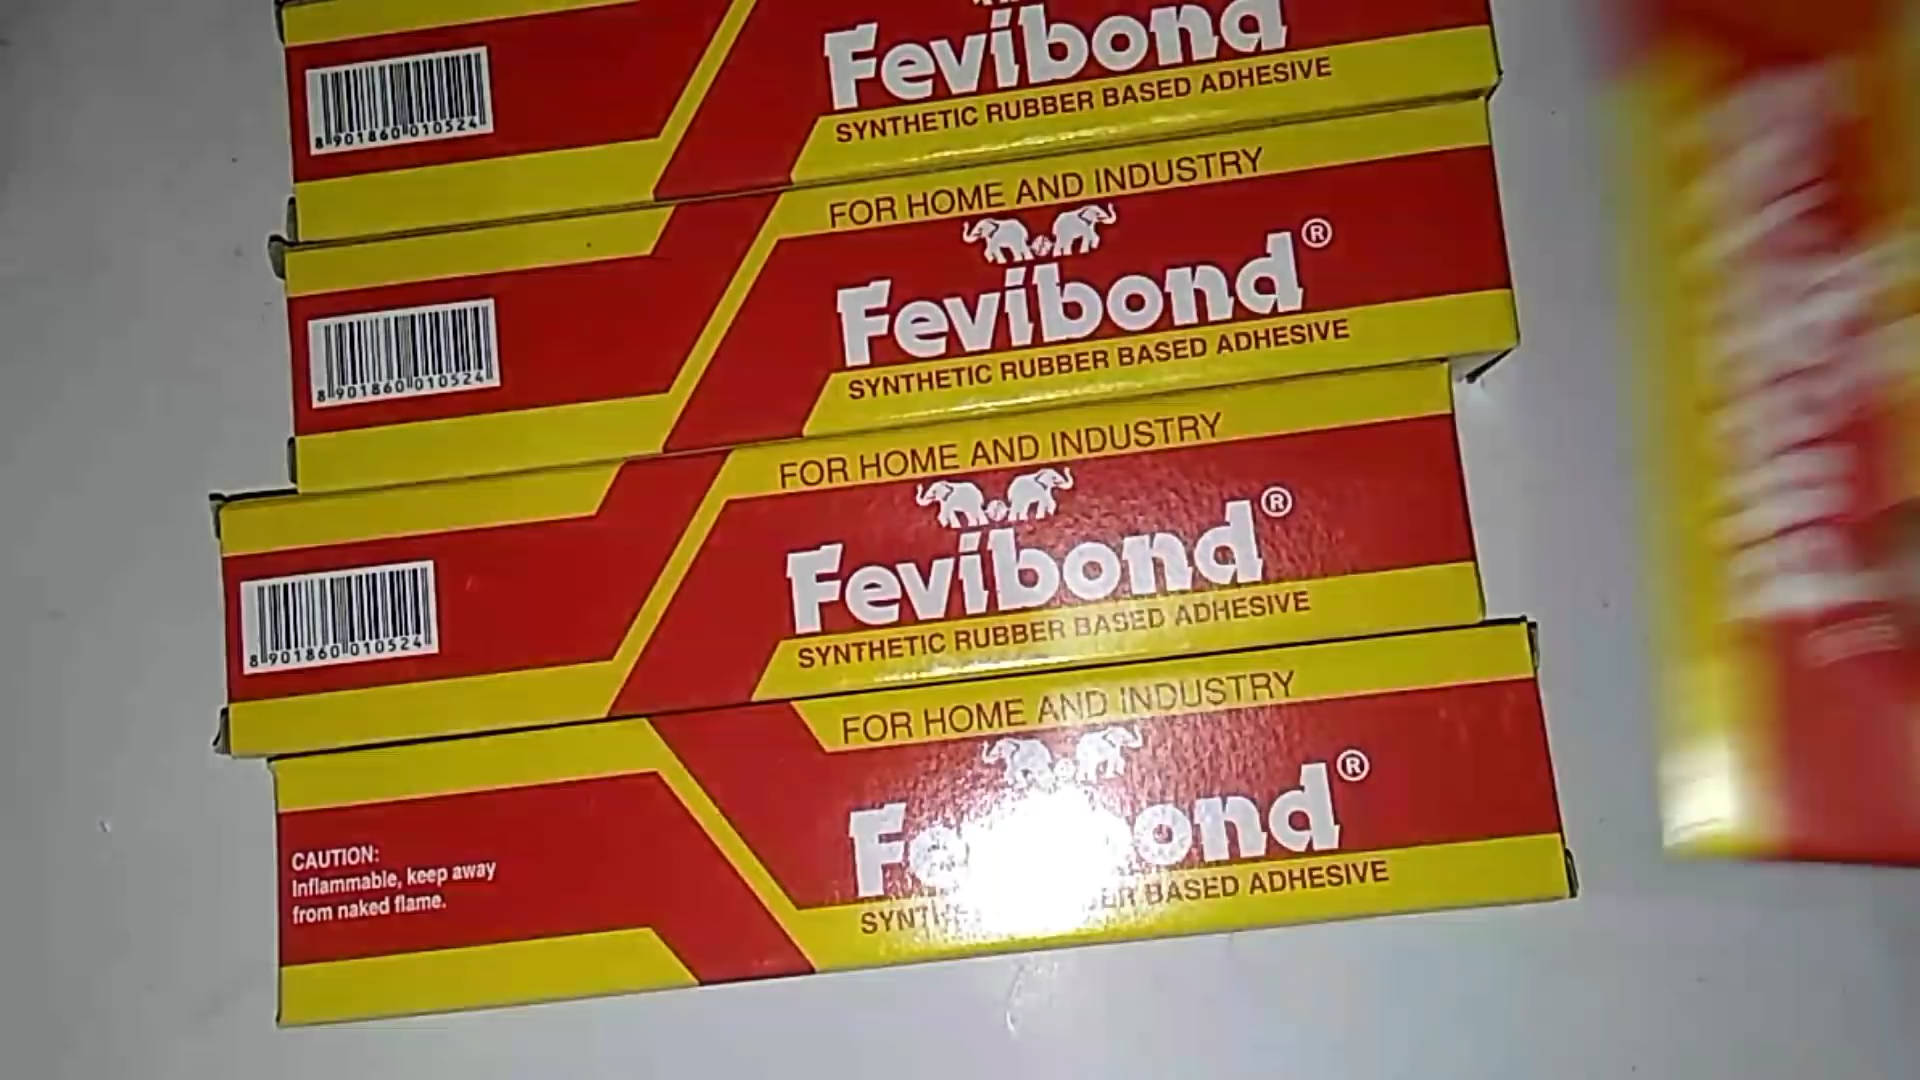 Fevibond
SYNTHETIC RUBBER BASED ADHESIVE
8 901860 010524
FOR HOME AND INDUSTRY
Fevibond®
SYNTHETIC RUBBER BASED ADHESIVE
8 901860 010524
FOR HOME AND INDUSTRY
Fevibond®
SYNTHETIC RUBBER BASED ADHESIVE
8 901860 010524
FOR HOME AND INDUSTRY
®
BASED ADHESIVE
CAUTION:
Inflammable, keep away
from naked flame.